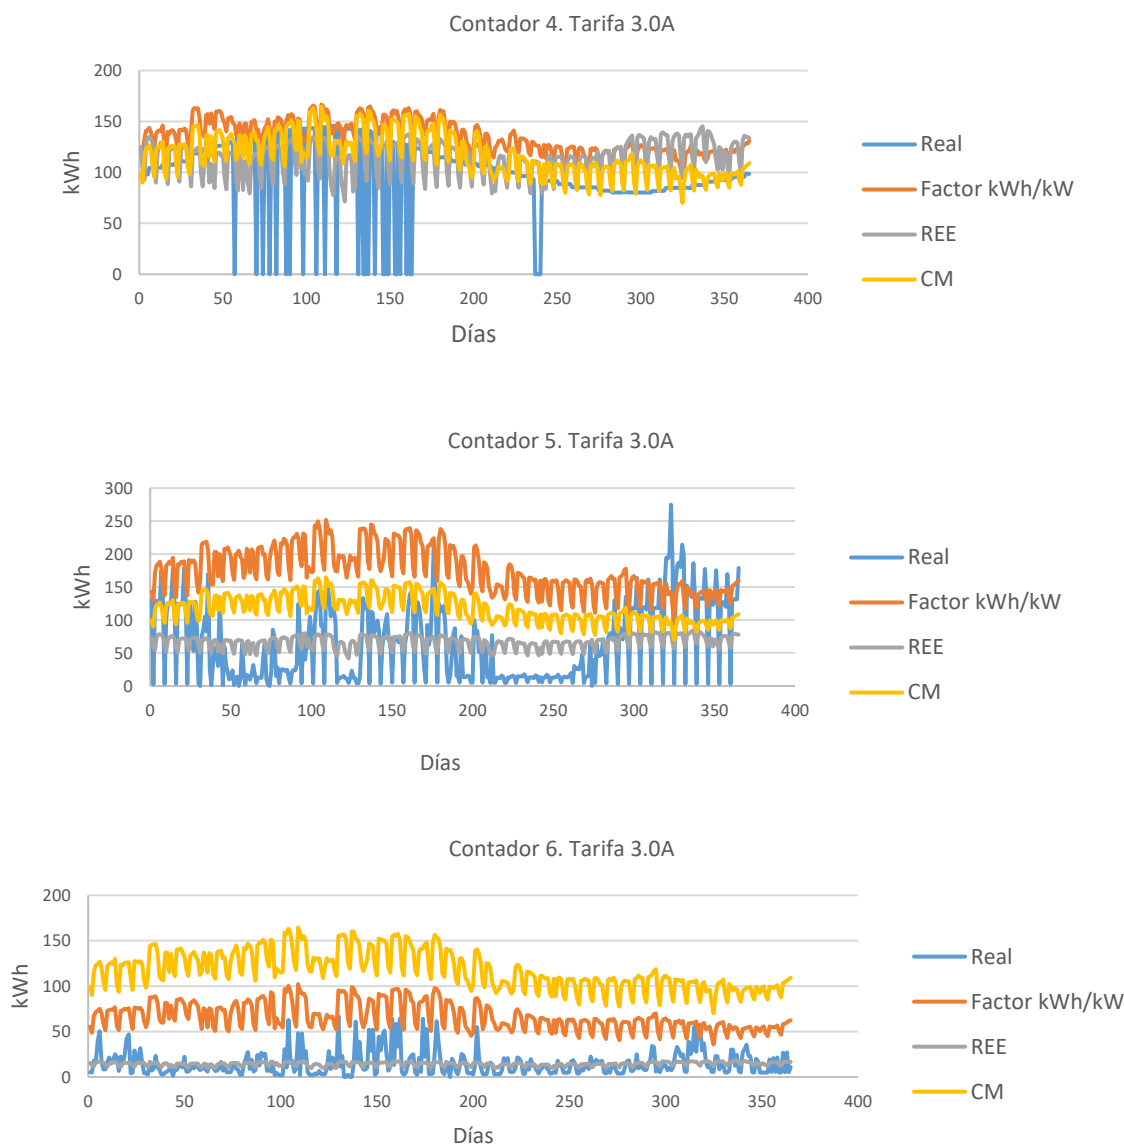 Contador 4. Tarifa 3.0A
200
150
100
50
0
kWh
0 50 100 150 200 250 300 350 400
Días
Real
Factor kWh/kW
REE
CM
Contador 5. Tarifa 3.0A
300
250
200
150
100
50
0
kWh
0 50 100 150 200 250 300 350 400
Días
Real
Factor kWh/kW
REE
CM
Contador 6. Tarifa 3.0A
200
150
100
50
0
kWh
0 50 100 150 200 250 300 350 400
Días
Real
Factor kWh/kW
REE
CM